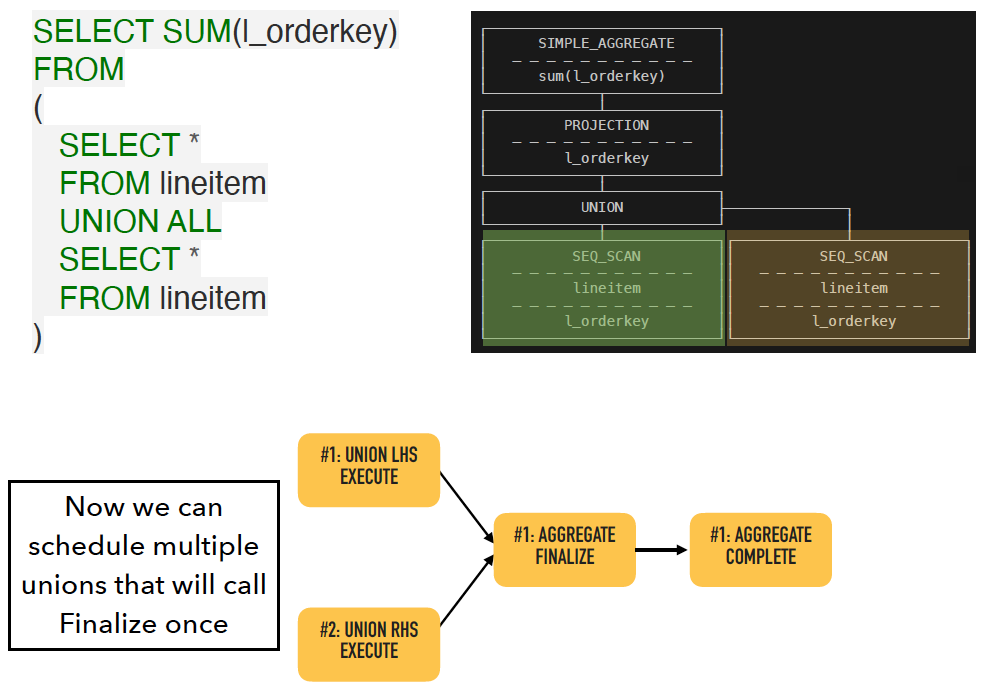 SELECT SUM(l_orderkey)
FROM
(
SELECT *
FROM lineitem
UNION ALL
SELECT *
FROM lineitem
)
SIMPLE_AGGREGATE
sum(l_orderkey)
PROJECTION
l_orderkey
UNION
SEQ_SCAN
lineitem
l_orderkey
SEQ_SCAN
lineitem
l_orderkey
Now we can
schedule multiple
unions that will call
Finalize once
#1: UNION LHS
EXECUTE
#2: UNION RHS
EXECUTE
#1: AGGREGATE
FINALIZE
#1: AGGREGATE
COMPLETE